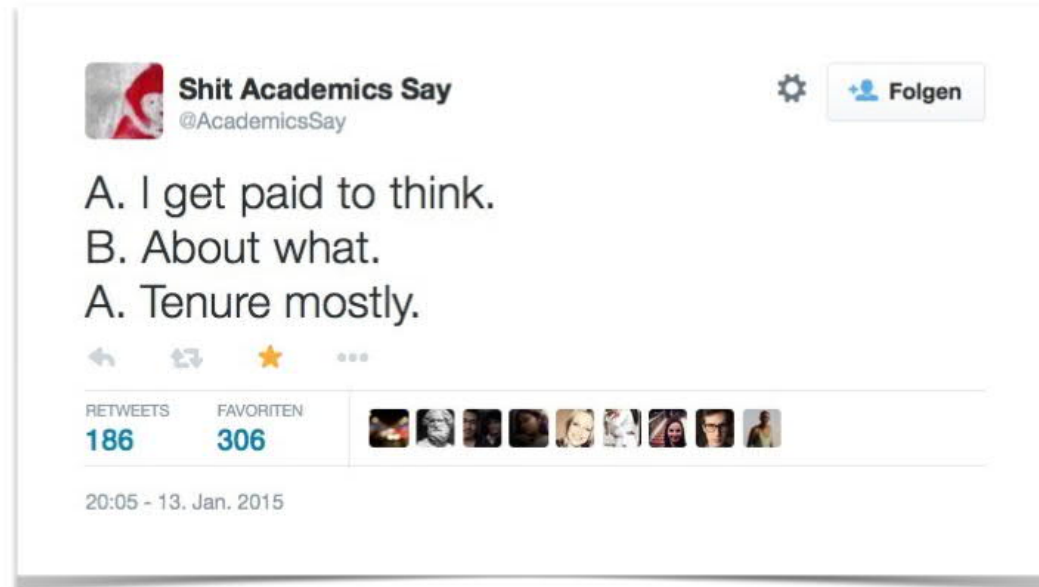 Shit Academics Say
@AcademicsSay
Folgen
A. I get paid to think.
B. About what.
A. Tenure mostly.
RETWEETS FAVORITEN
186 306
20:05 - 13. Jan. 2015